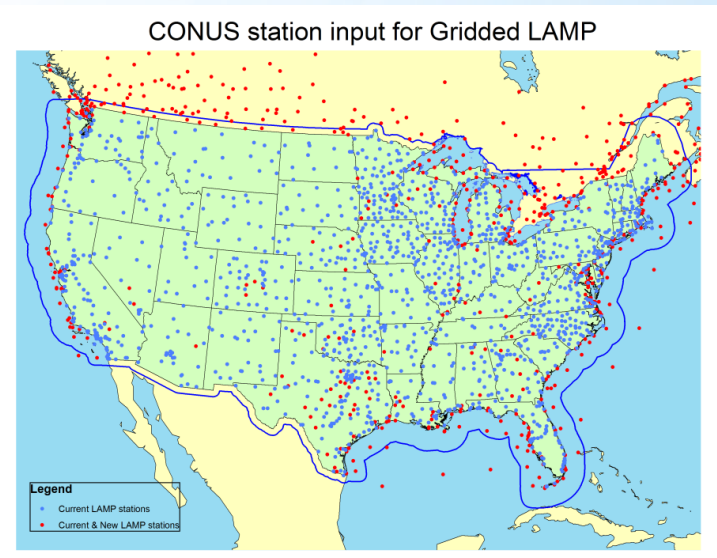 CONUS station input for Gridded LAMP
Legend
Current LAMP stations
Current & New LAMP stations